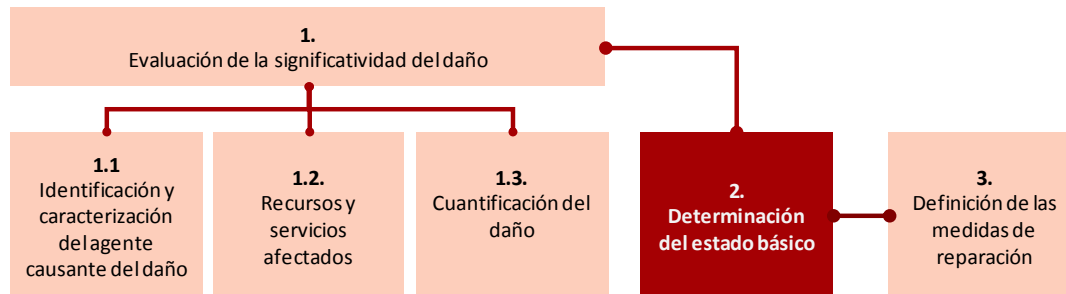 1.
Evaluación de la significatividad del daño
1.1
Identificación y
caracterización
del agente
causante del daño
1.2.
Recursos y
servicios
afectados
1.3.
Cuantificación del
daño
2.
Determinación
del estado básico
3.
Definición de las
medidas de
reparación